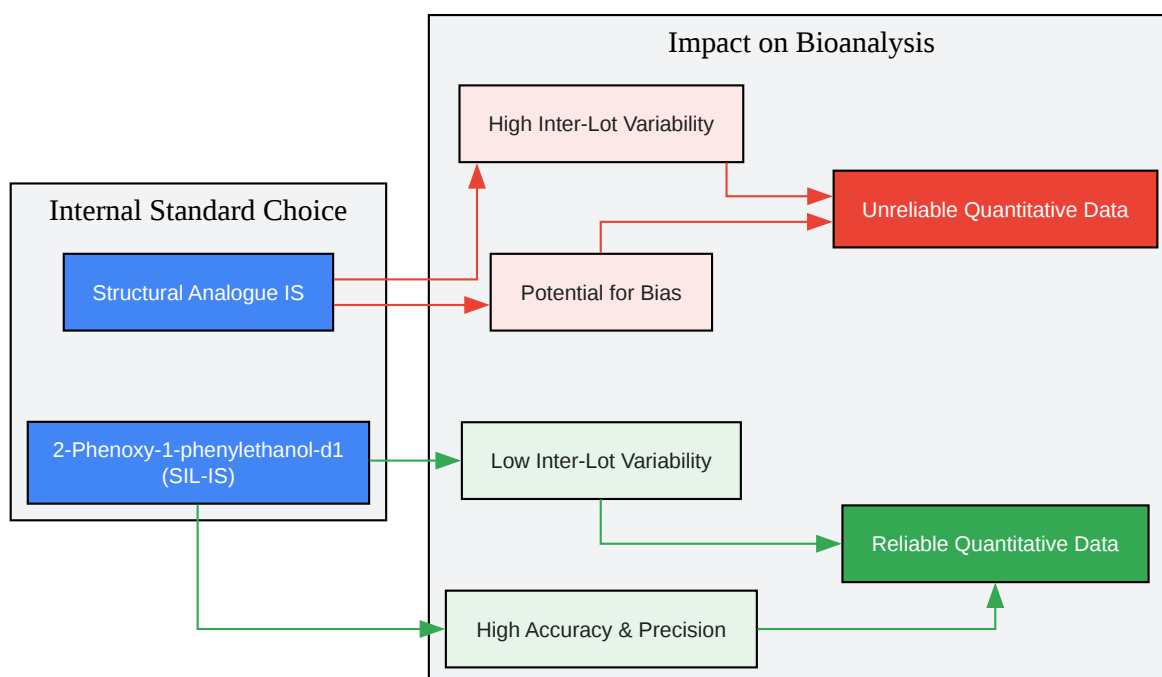 Impact on Bioanalysis
High Inter-Lot Variability
Unreliable Quantitative Data
Internal Standard Choice
Structural Analogue IS
Potential for Bias
2-Phenoxy-1-phenylethanol-d1
(SIL-IS)
Low Inter-Lot Variability
Reliable Quantitative Data
High Accuracy & Precision